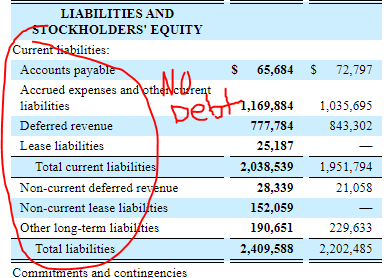 LIABILITIES AND
STOCKHOLDERS' EQUITY
Current liabilities:
Accounts payable $ 65,684 $ 72,797
Accrued expenses and other current
liabilities 1,169,884 1,035,695
Deferred revenue 777,784 843,302
Lease liabilities 25,187 —
Total current liabilities 2,038,539 1,951,794
Non-current deferred revenue 28,339 21,058
Non-current lease liabilities 152,059 —
Other long-term liabilities 190,651 229,633
Total liabilities 2,409,588 2,202,485
Commitments and contingencies
No
Debt